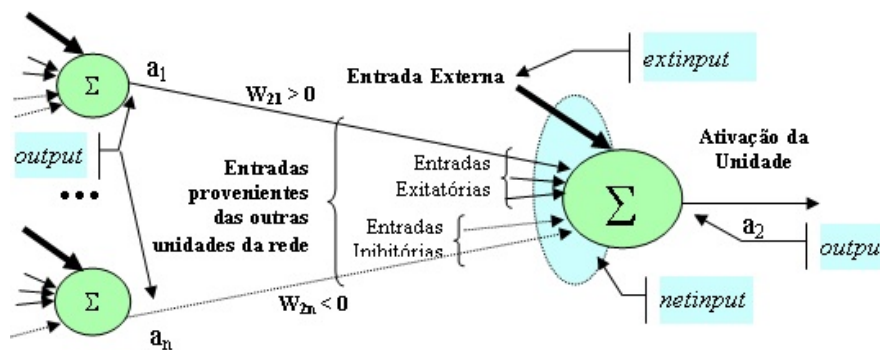 Σ
a1
W21 > 0
output
•••
Entradas
provenientes
das outras
unidades da rede
Σ
an
W2n < 0
Entrada Externa
extinput
Entradas
Exitatórias
Entradas
Inibitórias
Σ
Ativação da
Unidade
a2
output
netinput